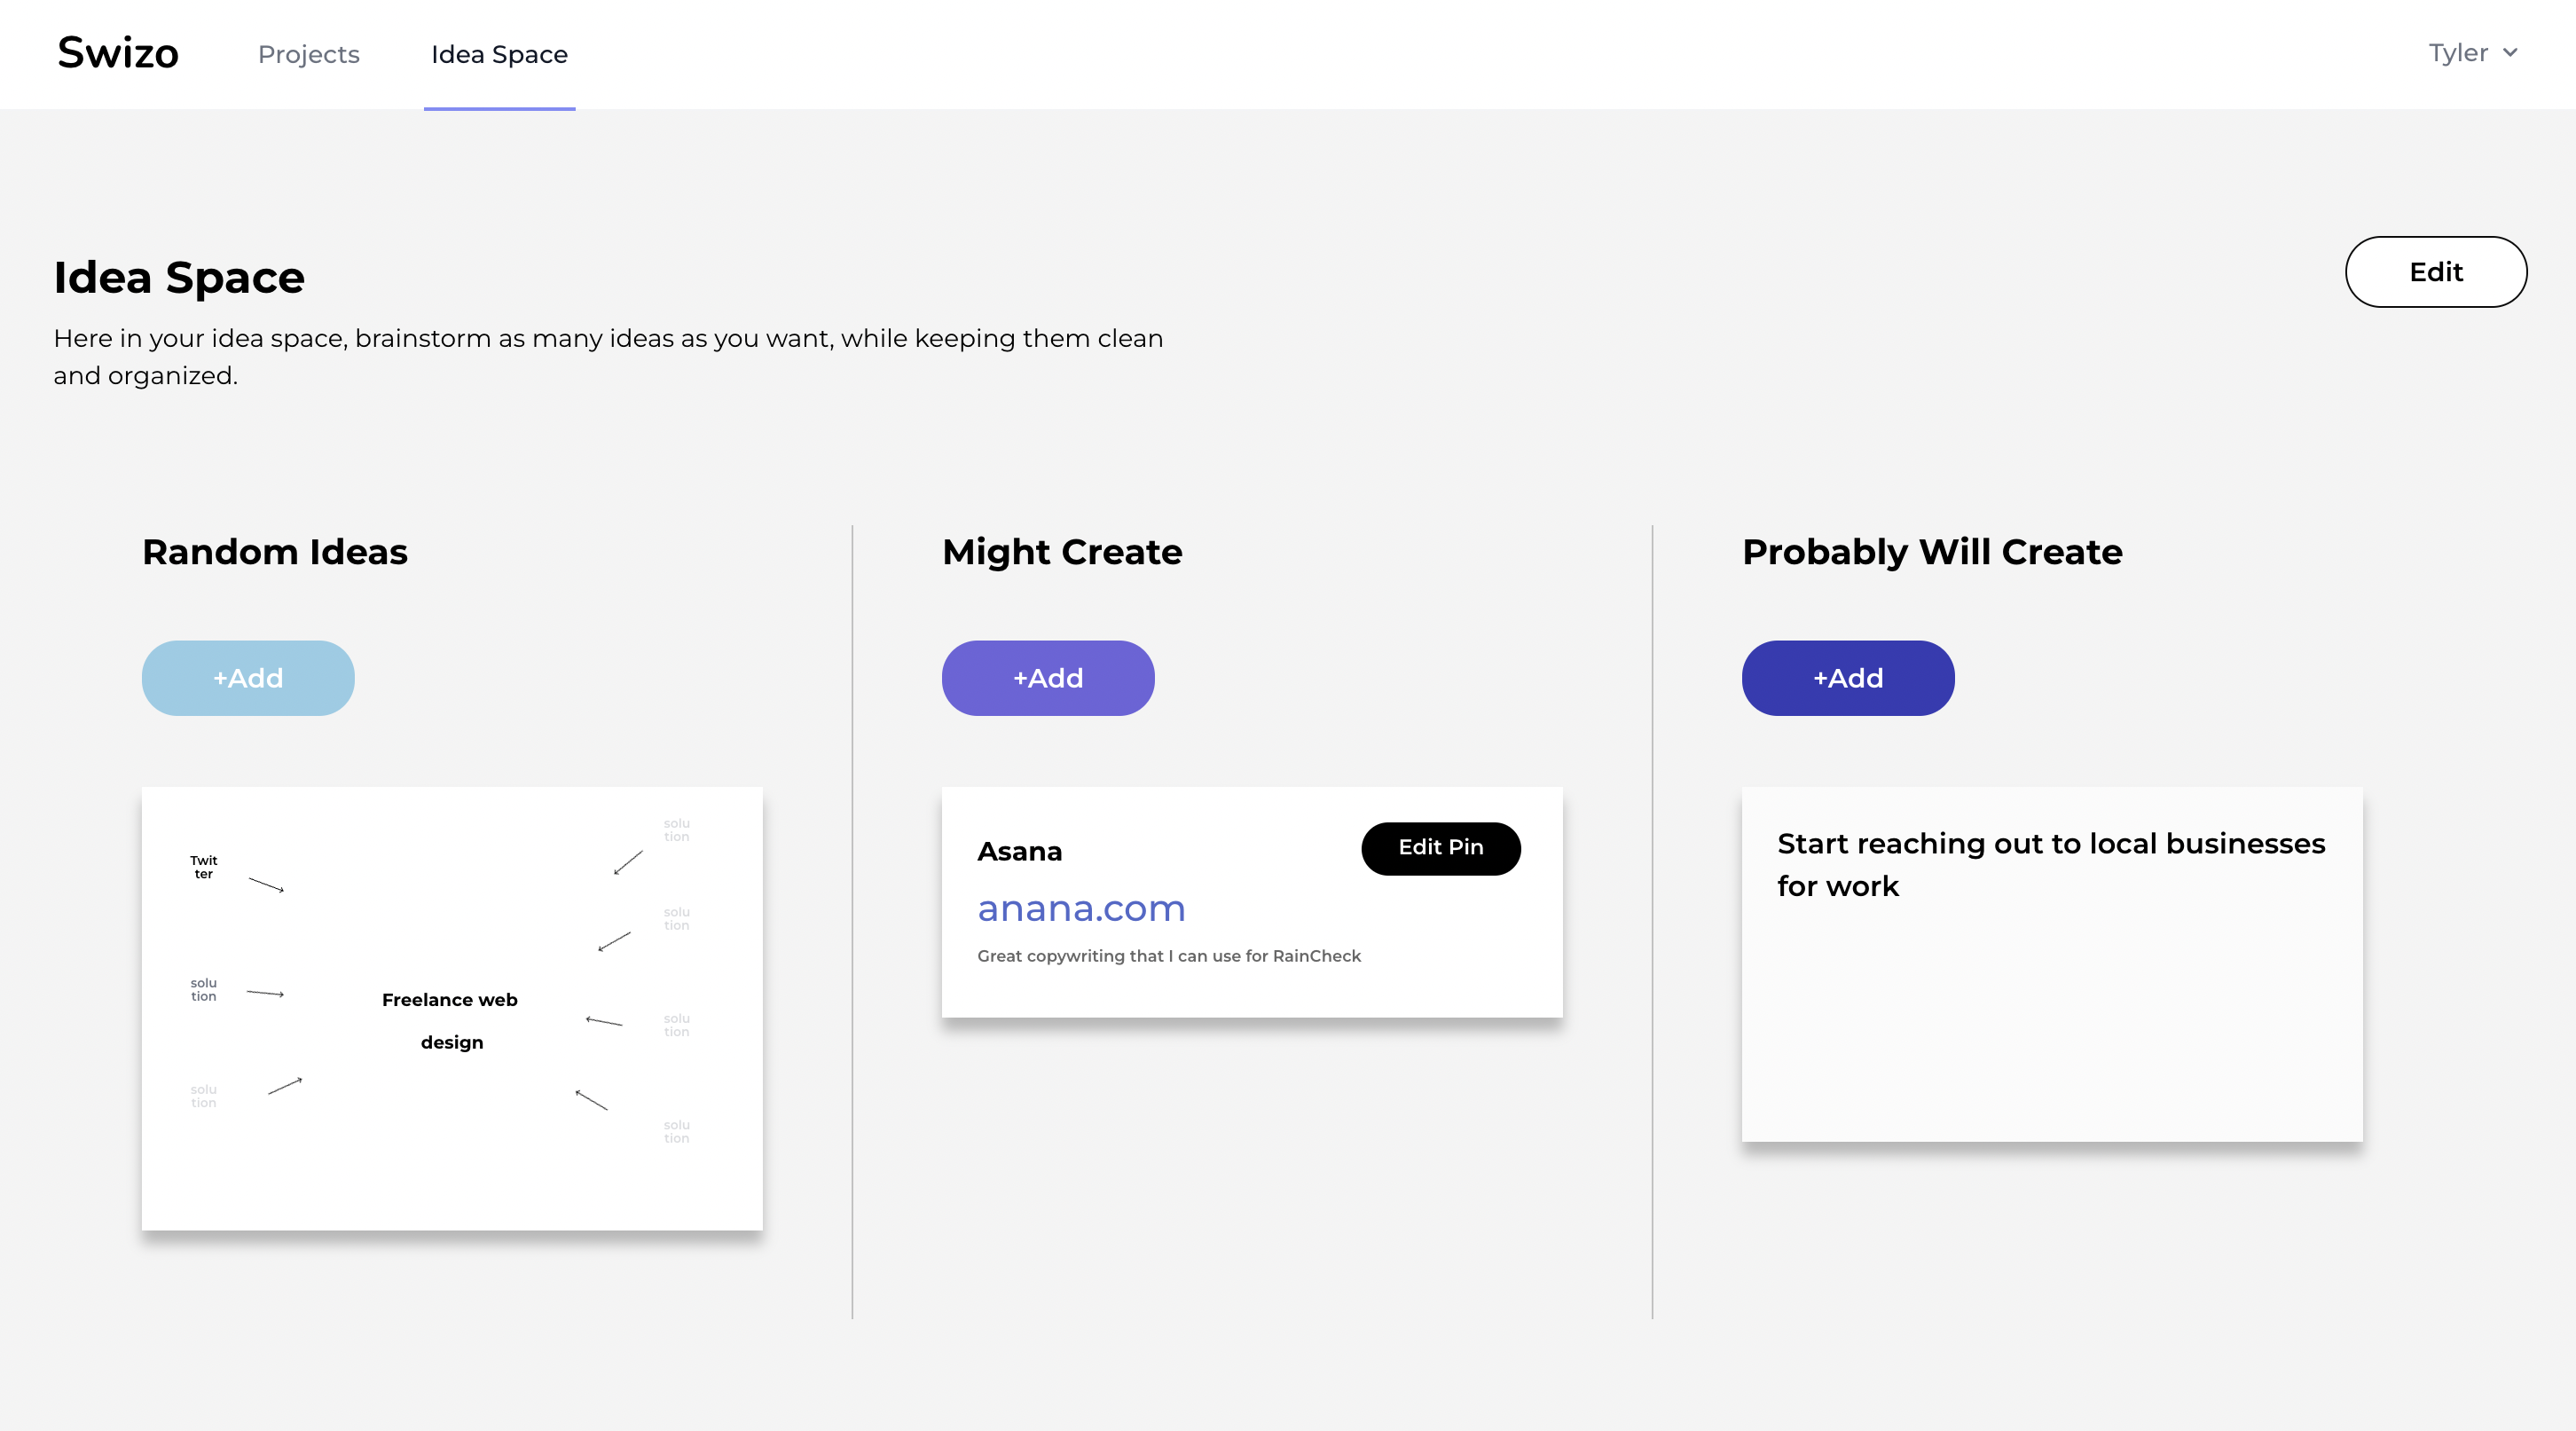 Swizo
Projects
Idea Space
Tyler
Idea Space
Edit
Here in your idea space, brainstorm as many ideas as you want, while keeping them clean
and organized.
Random Ideas
+Add
Twit
ter
solu
tion
solu
tion
Freelance web
design
solu
tion
solu
tion
solu
tion
solu
tion
Might Create
+Add
Asana
Edit Pin
anana.com
Great copywriting that I can use for RainCheck
Probably Will Create
+Add
Start reaching out to local businesses
for work